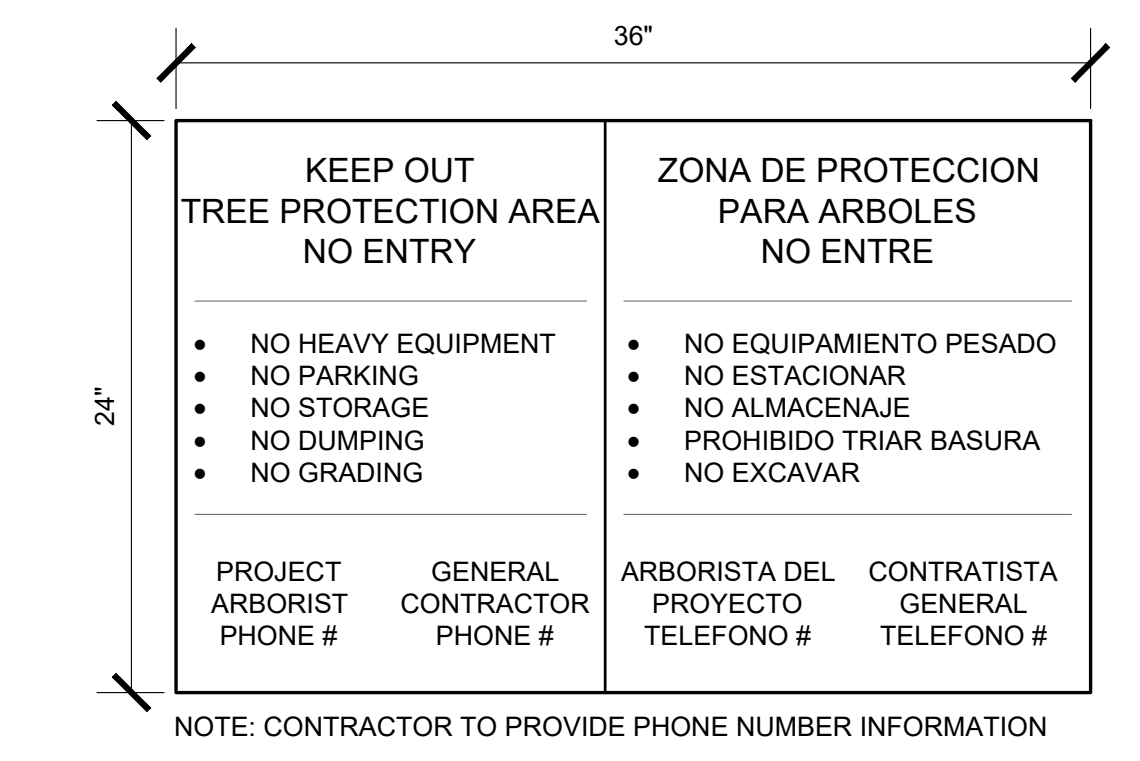 36"
24"
KEEP OUT
TREE PROTECTION AREA
NO ENTRY
• NO HEAVY EQUIPMENT
• NO PARKING
• NO STORAGE
• NO DUMPING
• NO GRADING
PROJECT
ARBORIST
PHONE #
GENERAL
CONTRACTOR
PHONE #
ZONA DE PROTECCION
PARA ARBOLES
NO ENTRE
• NO EQUIPAMIENTO PESADO
• NO ESTACIONAR
• NO ALMACENAJE
• PROHIBIDO TRIAR BASURA
• NO EXCAVAR
ARBORISTA DEL
PROYECTO
TELEFONO #
CONTRATISTA
GENERAL
TELEFONO #
NOTE: CONTRACTOR TO PROVIDE PHONE NUMBER INFORMATION